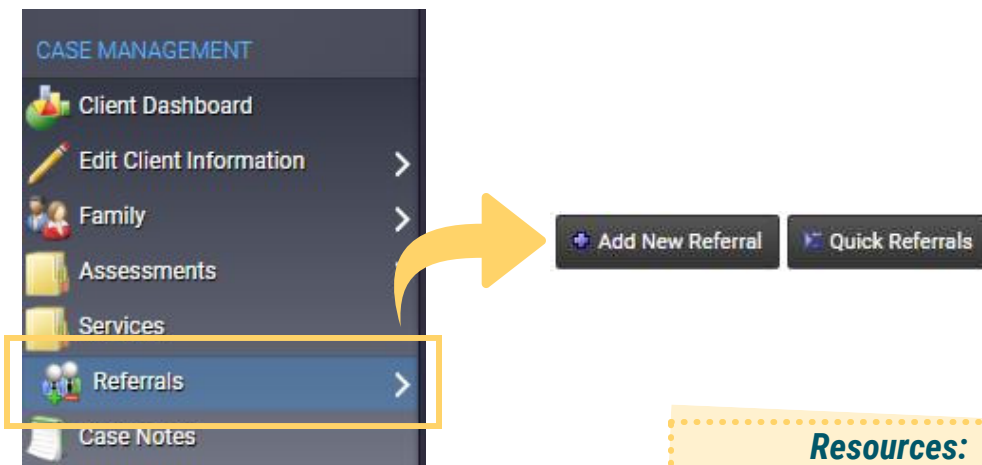 CASE MANAGEMENT
Client Dashboard
Edit Client Information
Family
Assessments
Services
Referrals
Case Notes
Add New Referral
Quick Referrals
Resources: